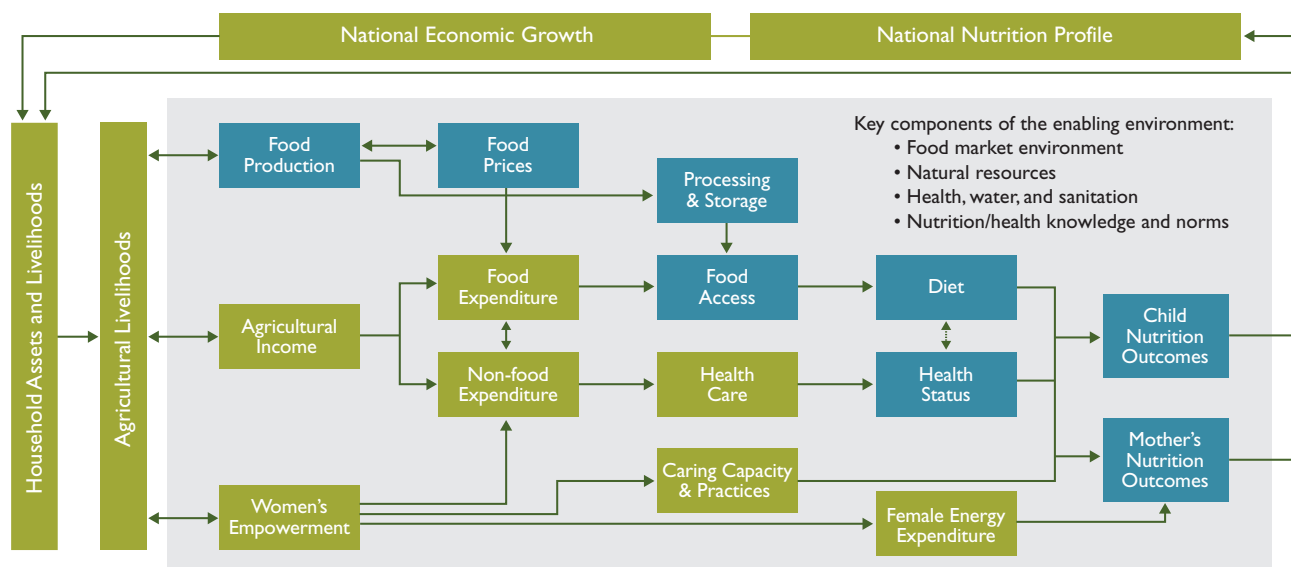 National Economic Growth
National Nutrition Profile
Household Assets and Livelihoods
Agricultural Livelihoods
Food
Production
Food
Prices
Processing
& Storage
Key components of the enabling environment:
• Food market environment
• Natural resources
• Health, water, and sanitation
• Nutrition/health knowledge and norms
Food
Expenditure
Food
Access
Diet
Agricultural
Income
Child
Nutrition
Outcomes
Non-food
Expenditure
Health
Care
Health
Status
Mother's
Nutrition
Outcomes
Caring Capacity
& Practices
Women's
Empowerment
Female Energy
Expenditure